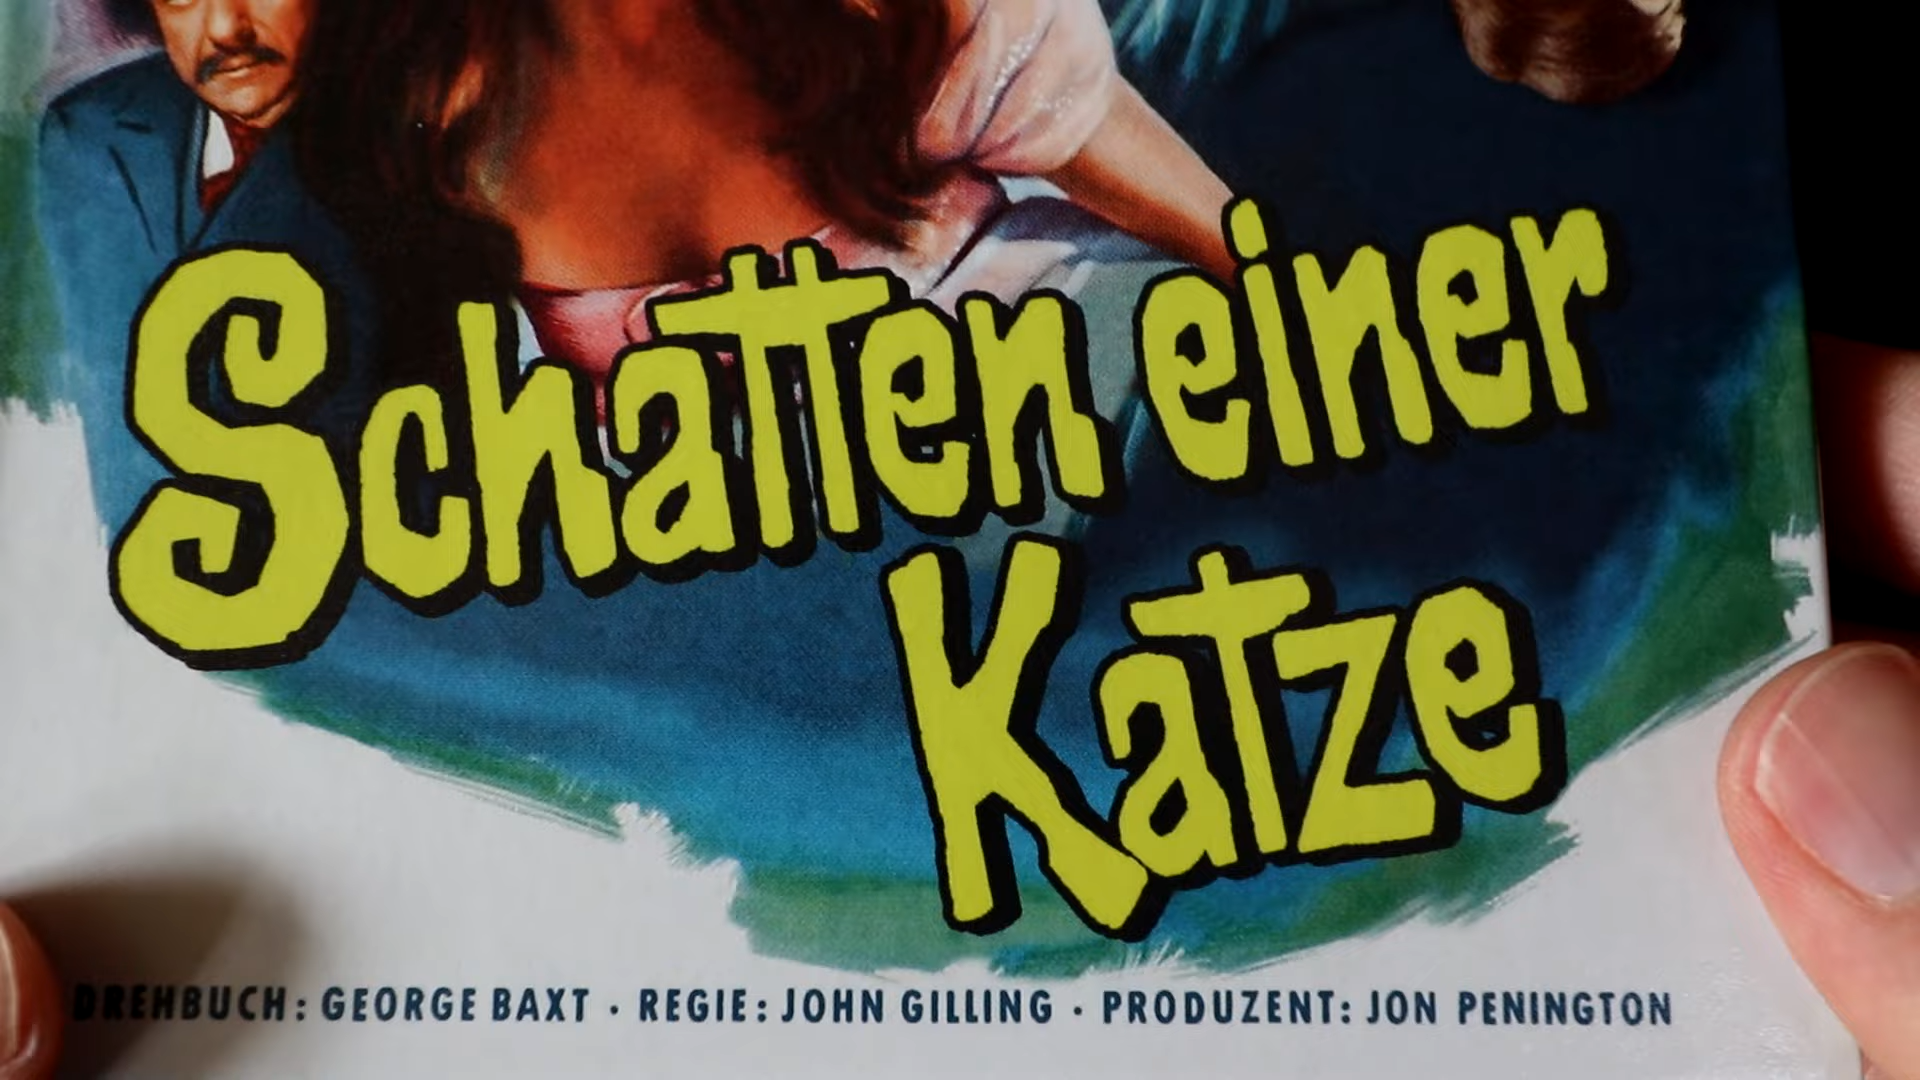 Schatten einer
Katze
DREHBUCH: GEORGE BAXT · REGIE: JOHN GILLING · PRODUZENT: JON PENINGTON